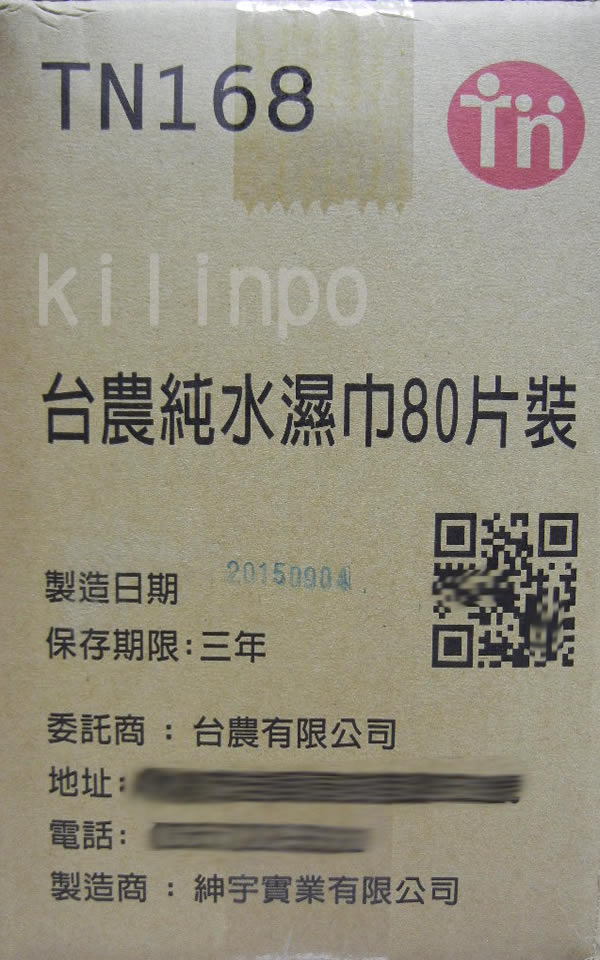 TN168
Tn
kilinpo
台農純水濕巾80片裝
製造日期 20150904
保存期限:三年
委託商 : 台農有限公司
地址:
電話:
製造商 : 紳宇實業有限公司